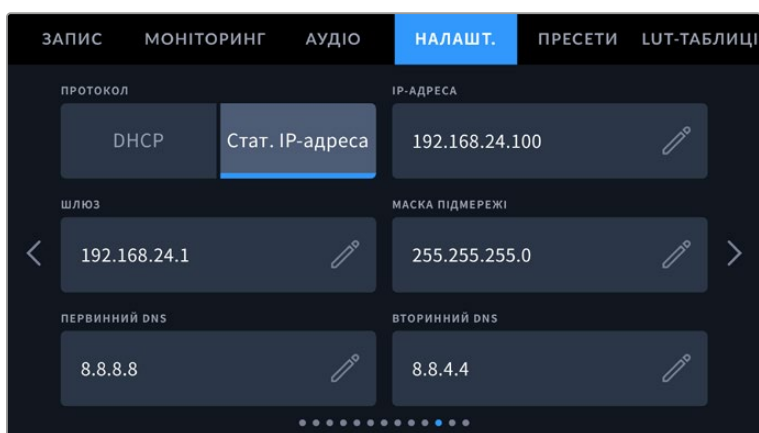 ЗАПИС МОНІТОРИНГ АУДІО НАЛАШТ. ПРЕСЕТИ LUT-ТАБЛИЦІ
ПРОТОКОЛ IP-АДРЕСА
DHCP Стат. IP-адреса 192.168.24.100
ШЛЮЗ МАСКА ПІДМЕРЕЖІ
192.168.24.1 255.255.255.0
ПЕРВИННИЙ DNS ВТОРИННИЙ DNS
8.8.8.8 8.8.4.4